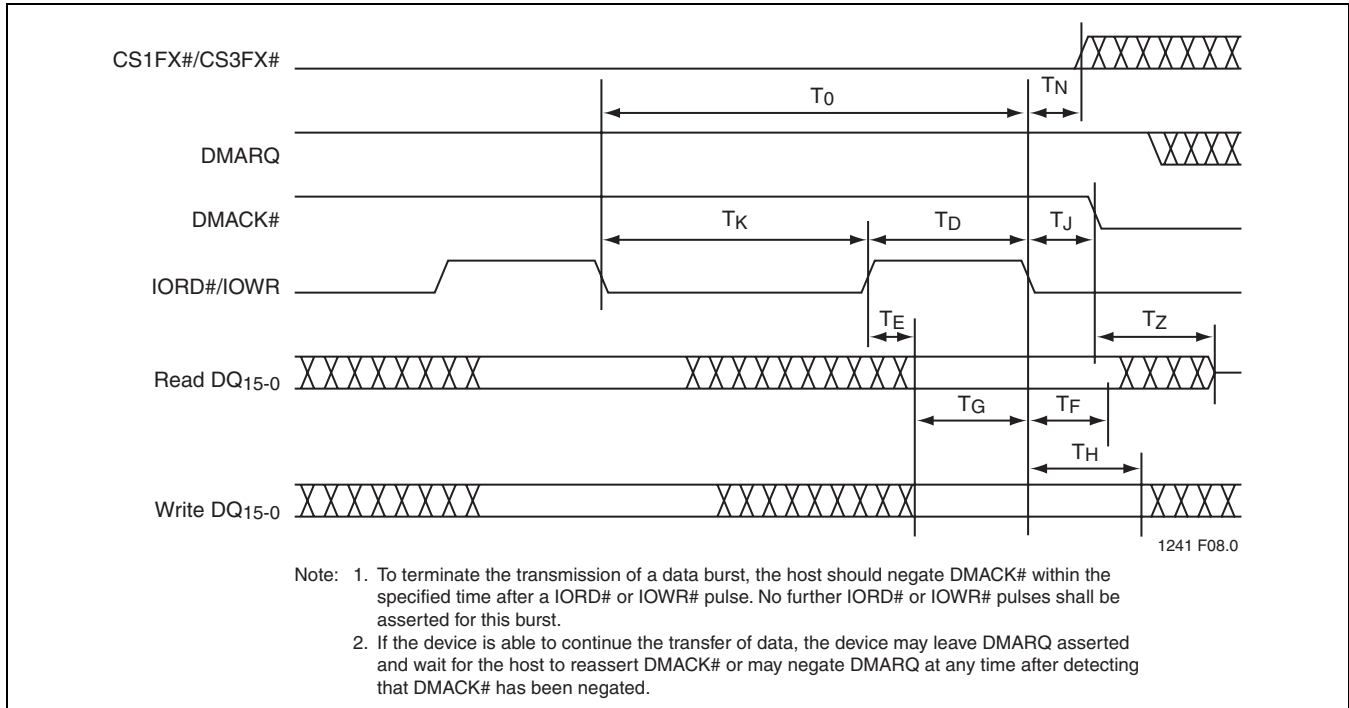 CS1FX#/CS3FX#
TN
T0
DMARQ
DMACK#
TK
TD
TJ
IORD#/IOWR
TE
TZ
Read DQ15-0
TG
TF
TH
Write DQ15-0
1241 F08.0
Note: 1. To terminate the transmission of a data burst, the host should negate DMACK# within the
specified time after a IORD# or IOWR# pulse. No further IORD# or IOWR# pulses shall be
asserted for this burst.
2. If the device is able to continue the transfer of data, the device may leave DMARQ asserted
and wait for the host to reassert DMACK# or may negate DMARQ at any time after detecting
that DMACK# has been negated.